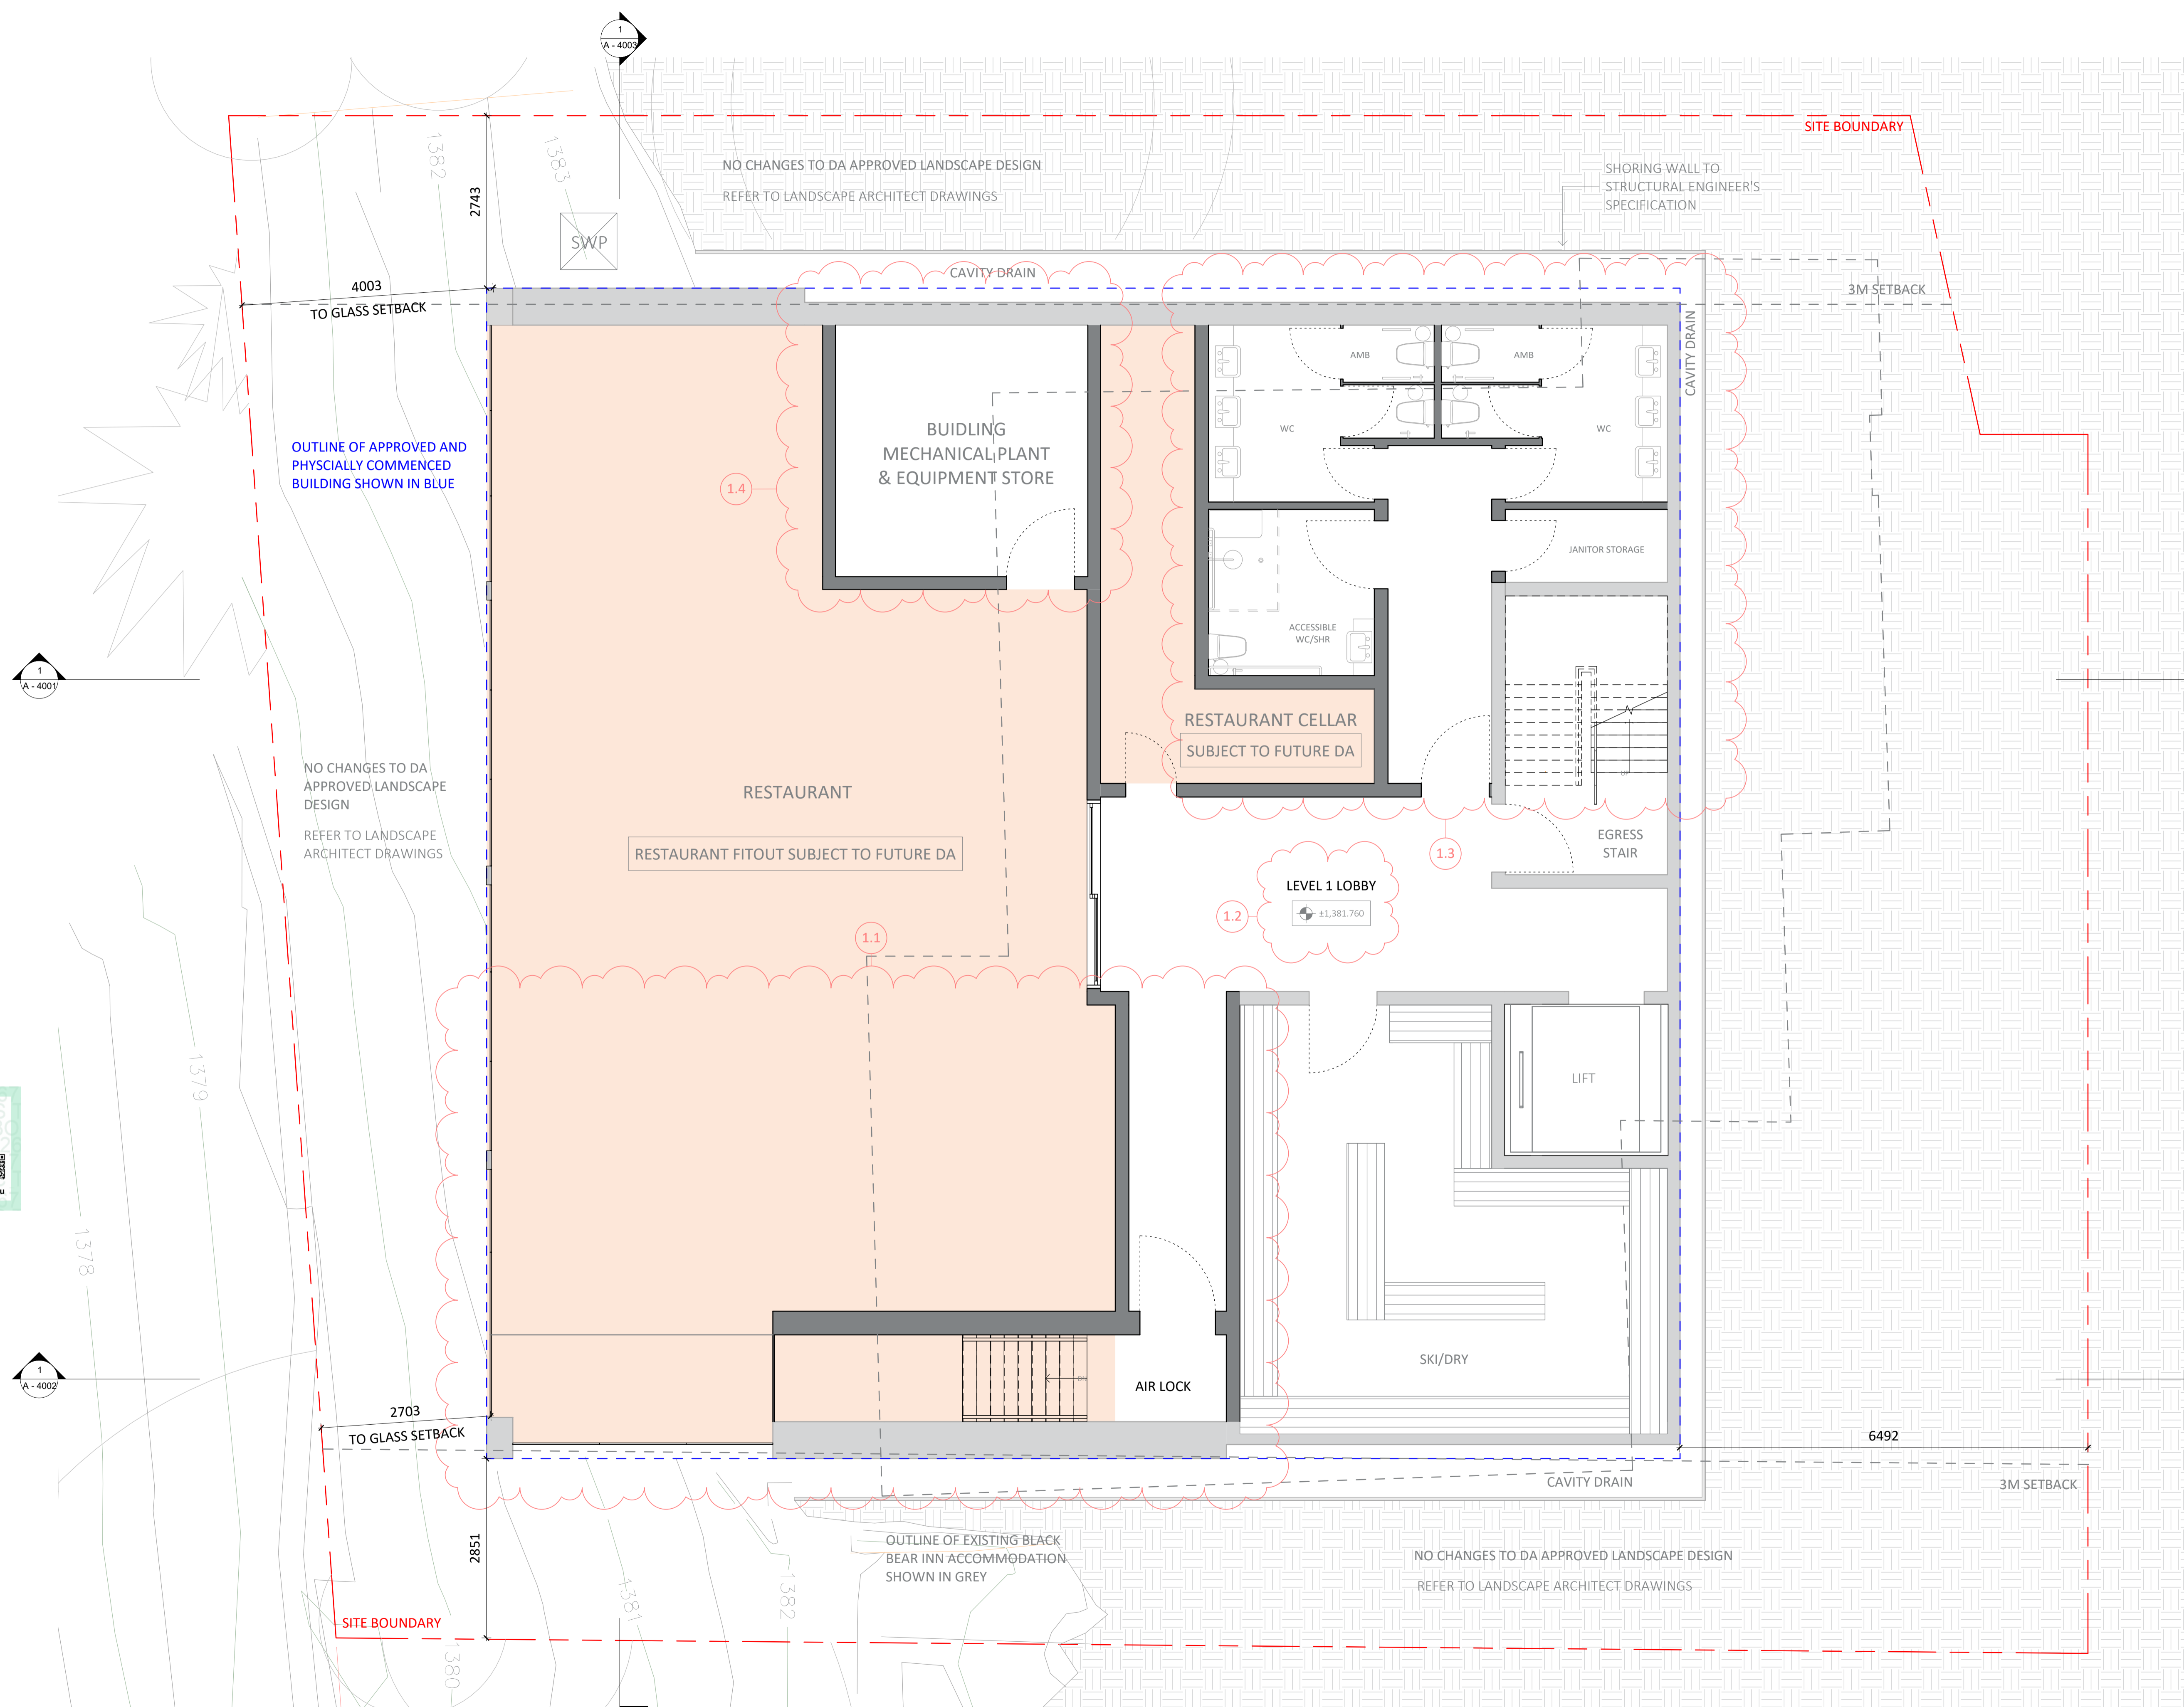 1
A - 4003
SITE BOUNDARY
1382
1383
NO CHANGES TO DA APPROVED LANDSCAPE DESIGN
REFER TO LANDSCAPE ARCHITECT DRAWINGS
SHORING WALL TO
STRUCTURAL ENGINEER'S
SPECIFICATION
2743
SWP
CAVITY DRAIN
4003
TO GLASS SETBACK
3M SETBACK
CAVITY DRAIN
AMB
AMB
WC
WC
OUTLINE OF APPROVED AND
PHYSCIALLY COMMENCED
BUILDING SHOWN IN BLUE
BUIDLING
MECHANICAL PLANT
& EQUIPMENT STORE
1.4
JANITOR STORAGE
ACCESSIBLE
WC/SHR
1
A - 4001
RESTAURANT CELLAR
SUBJECT TO FUTURE DA
NO CHANGES TO DA
APPROVED LANDSCAPE
DESIGN
REFER TO LANDSCAPE
ARCHITECT DRAWINGS
RESTAURANT
RESTAURANT FITOUT SUBJECT TO FUTURE DA
EGRESS
STAIR
1.3
LEVEL 1 LOBBY
±1,381.760
1.2
1.1
1379
LIFT
1378
SKI/DRY
1
A - 4002
DN
AIR LOCK
2703
TO GLASS SETBACK
6492
CAVITY DRAIN
3M SETBACK
2851
OUTLINE OF EXISTING BLACK
BEAR INN ACCOMMODATION
SHOWN IN GREY
NO CHANGES TO DA APPROVED LANDSCAPE DESIGN
REFER TO LANDSCAPE ARCHITECT DRAWINGS
1381
1382
SITE BOUNDARY
1380